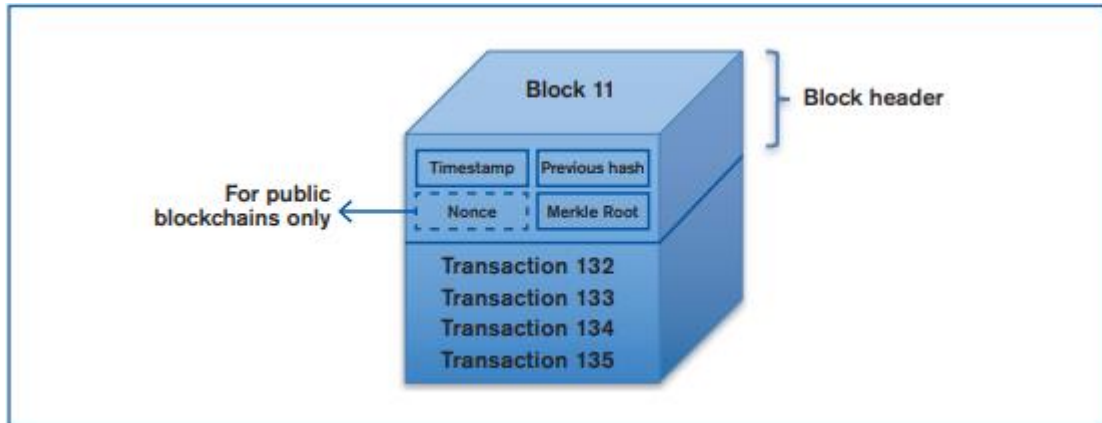 Block 11
Block header
Timestamp
Previous hash
For public
blockchains only
Nonce
Merkle Root
Transaction 132
Transaction 133
Transaction 134
Transaction 135